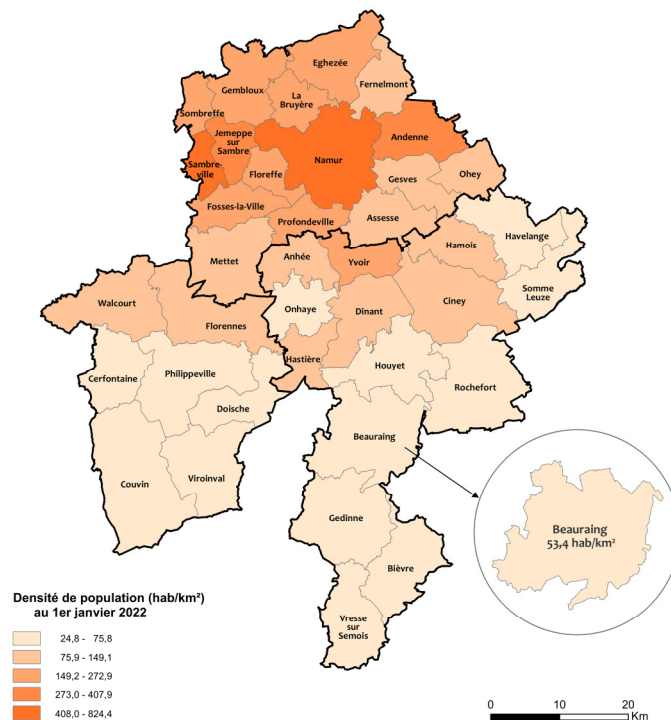 Eghezée
Gembloux
Fernelmont
La
Bruyère
Sombreffe
Jemeppe
sur
Sambre
Andenne
Namur
Sambre-
ville
Floreffe
Gesves
Ohey
Fosses-la-Ville
Profondeville
Assesse
Havelange
Hamois
Mettet
Anhée
Yvoir
Somme
Leuze
Walcourt
Onhaye
Dinant
Ciney
Florennes
Hastière
Houyet
Cerfontaine
Philippeville
Rochefort
Doische
Beauraing
Couvin
Viroinval
Gedinne
Beauraing
53,4 hab/km²
Bièvre
Vresse
sur
Semois
Densité de population (hab/km²)
au 1er janvier 2022
24,8 - 75,8
75,9 - 149,1
149,2 - 272,9
273,0 - 407,9
408,0 - 824,4
0 10 20
Km